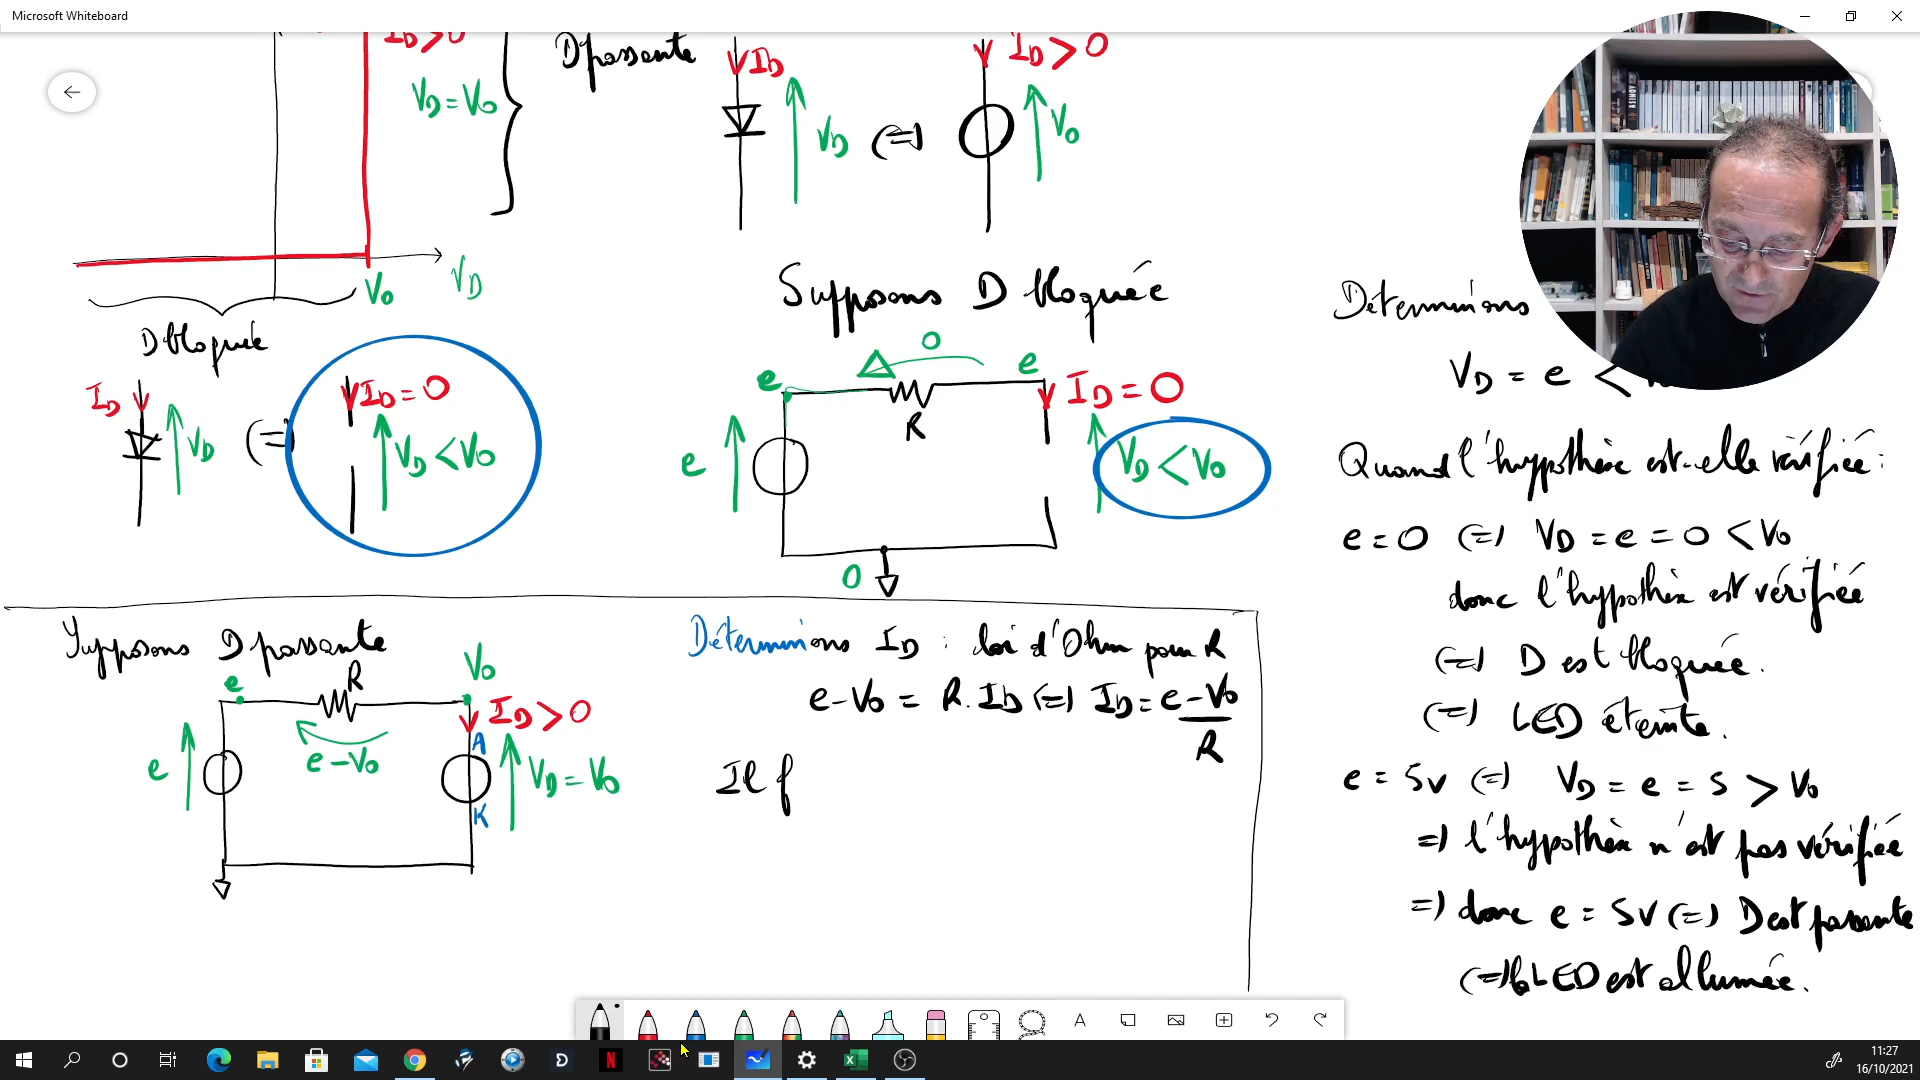 Microsoft Whiteboard
ID>0
VD=V0
D passante
ID
VD
(=)
ID>0
V0
V0
VD
D bloquée
ID
VD
(=)
ID=0
VD<V0
Supposons D bloquée
e
0
e
R
ID=0
e
VD<V0
0
Déterminons
VD = e <
Quand l'hypothèse est-elle vérifiée :
e = 0 (=) VD = e = 0 < V0
donc l'hypothèse est vérifiée
(=) D est bloquée.
(=) LED éteinte.
e = 5v (=) VD = e = 5 > V0
=) l'hypothèse n'est pas vérifiée
=) donc e = 5V (=) D est passante
(=) LED est allumée.
Supposons D passante
e
R
V0
ID>0
e
e-V0
A
K
VD=V0
Déterminons ID : loi d'Ohm pour R
e-V0 = R.ID (=) ID = e-V0
R
Il f
11:27
16/10/2021